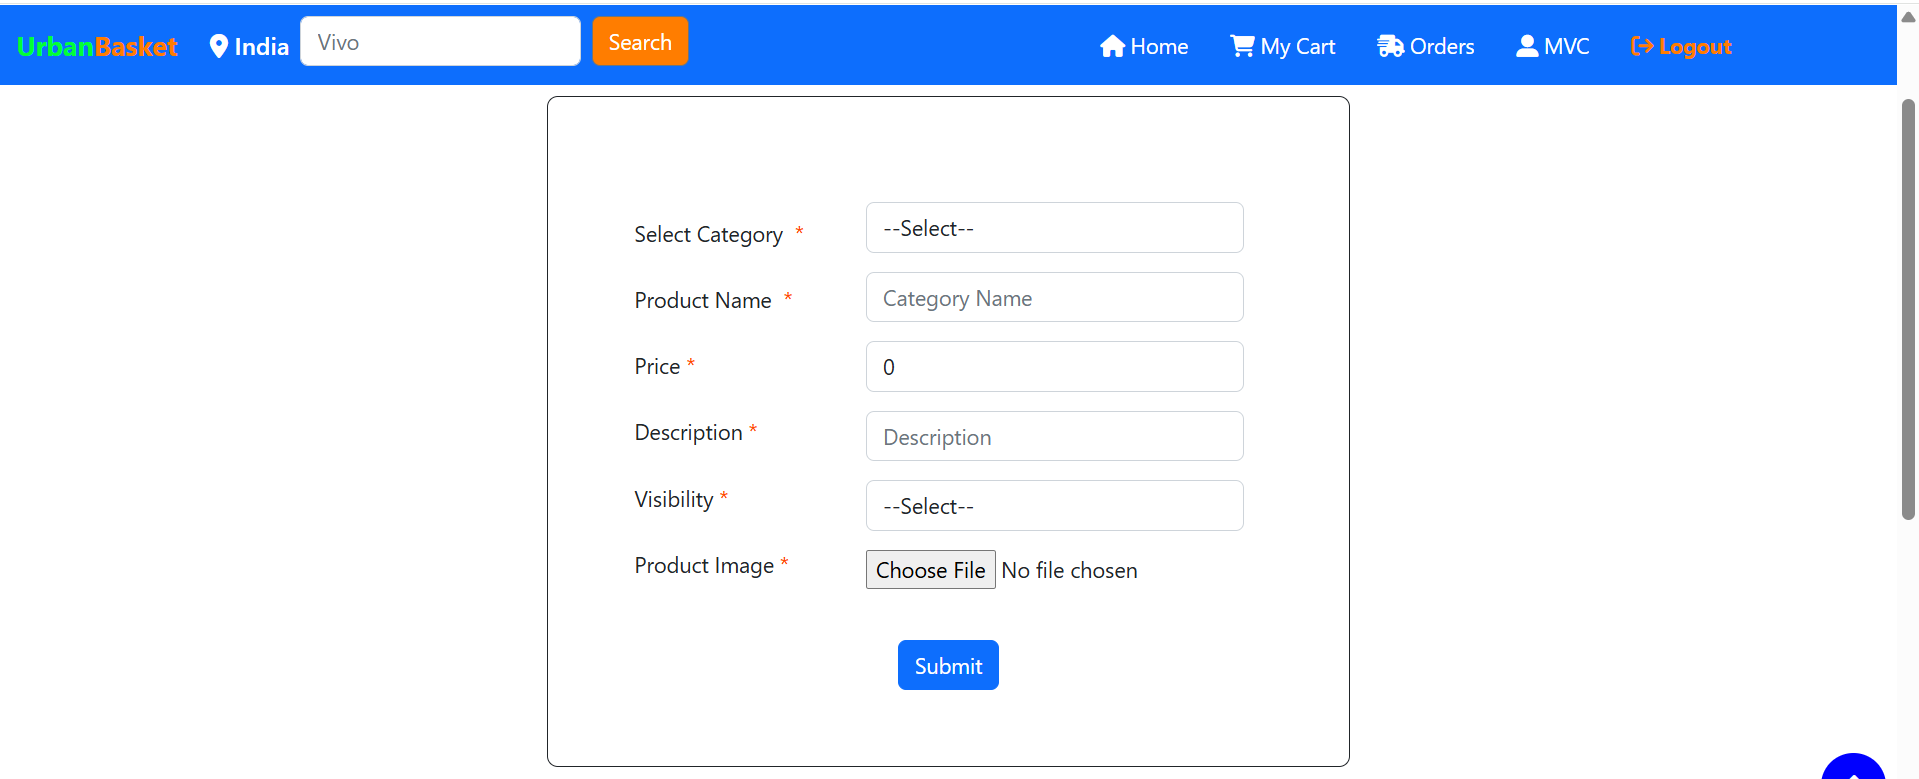 UrbanBasket India Vivo Search Home My Cart Orders MVC Logout
Select Category * --Select--
Product Name * Category Name
Price * 0
Description * Description
Visibility * --Select--
Product Image * Choose File No file chosen
Submit